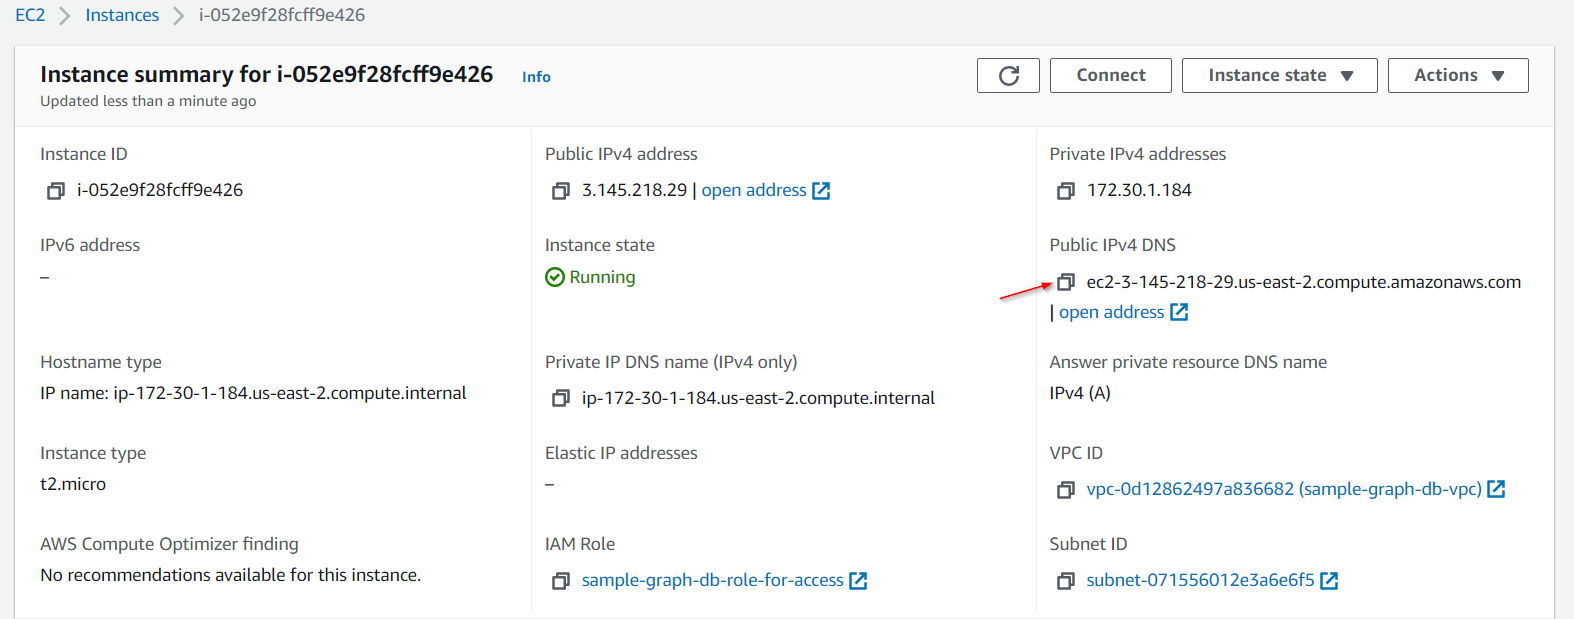 EC2 > Instances > i-052e9f28fcff9e426
Instance summary for i-052e9f28fcff9e426 Info
Updated less than a minute ago
Connect
Instance state
Actions
Instance ID
i-052e9f28fcff9e426
Public IPv4 address
3.145.218.29 | open address
Private IPv4 addresses
172.30.1.184
IPv6 address
–
Instance state
Running
Public IPv4 DNS
ec2-3-145-218-29.us-east-2.compute.amazonaws.com
| open address
Hostname type
IP name: ip-172-30-1-184.us-east-2.compute.internal
Private IP DNS name (IPv4 only)
ip-172-30-1-184.us-east-2.compute.internal
Answer private resource DNS name
IPv4 (A)
Instance type
t2.micro
Elastic IP addresses
–
VPC ID
vpc-0d12862497a836682 (sample-graph-db-vpc)
AWS Compute Optimizer finding
No recommendations available for this instance.
IAM Role
sample-graph-db-role-for-access
Subnet ID
subnet-071556012e3a6e6f5